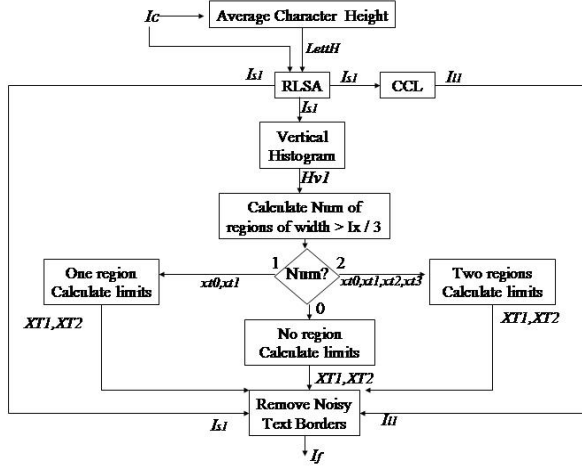 Ic
Average Character Height
LettH
Is1
RLSA
Is1
CCL
I11
Is1
Vertical
Histogram
Hv1
Calculate Num of
regions of width > Ix / 3
1
Num?
2
One region
Calculate limits
xt0,xt1
xt0,xt1,xt2,xt3
Two regions
Calculate limits
0
XT1,XT2
No region
Calculate limits
XT1,XT2
XT1,XT2
Remove Noisy
Text Borders
Is1
I11
If